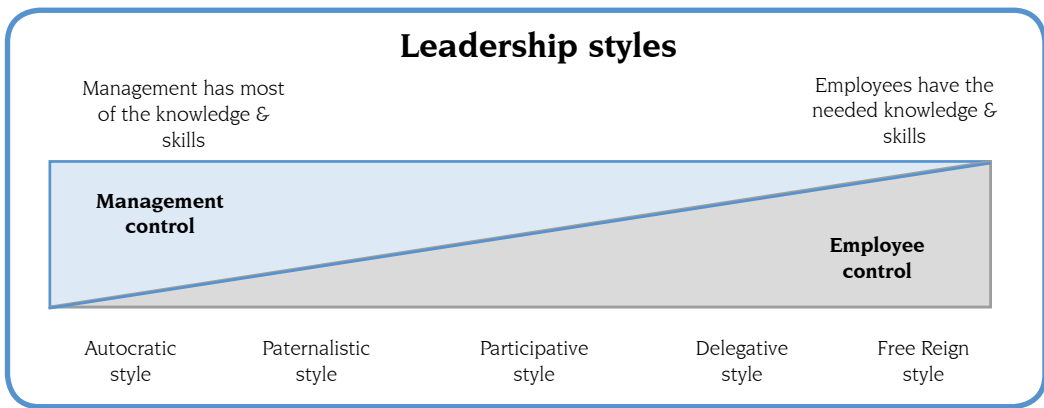 Leadership styles
Management has most
of the knowledge &
skills
Employees have the
needed knowledge &
skills
Management
control
Employee
control
Autocratic
style
Paternalistic
style
Participative
style
Delegative
style
Free Reign
style